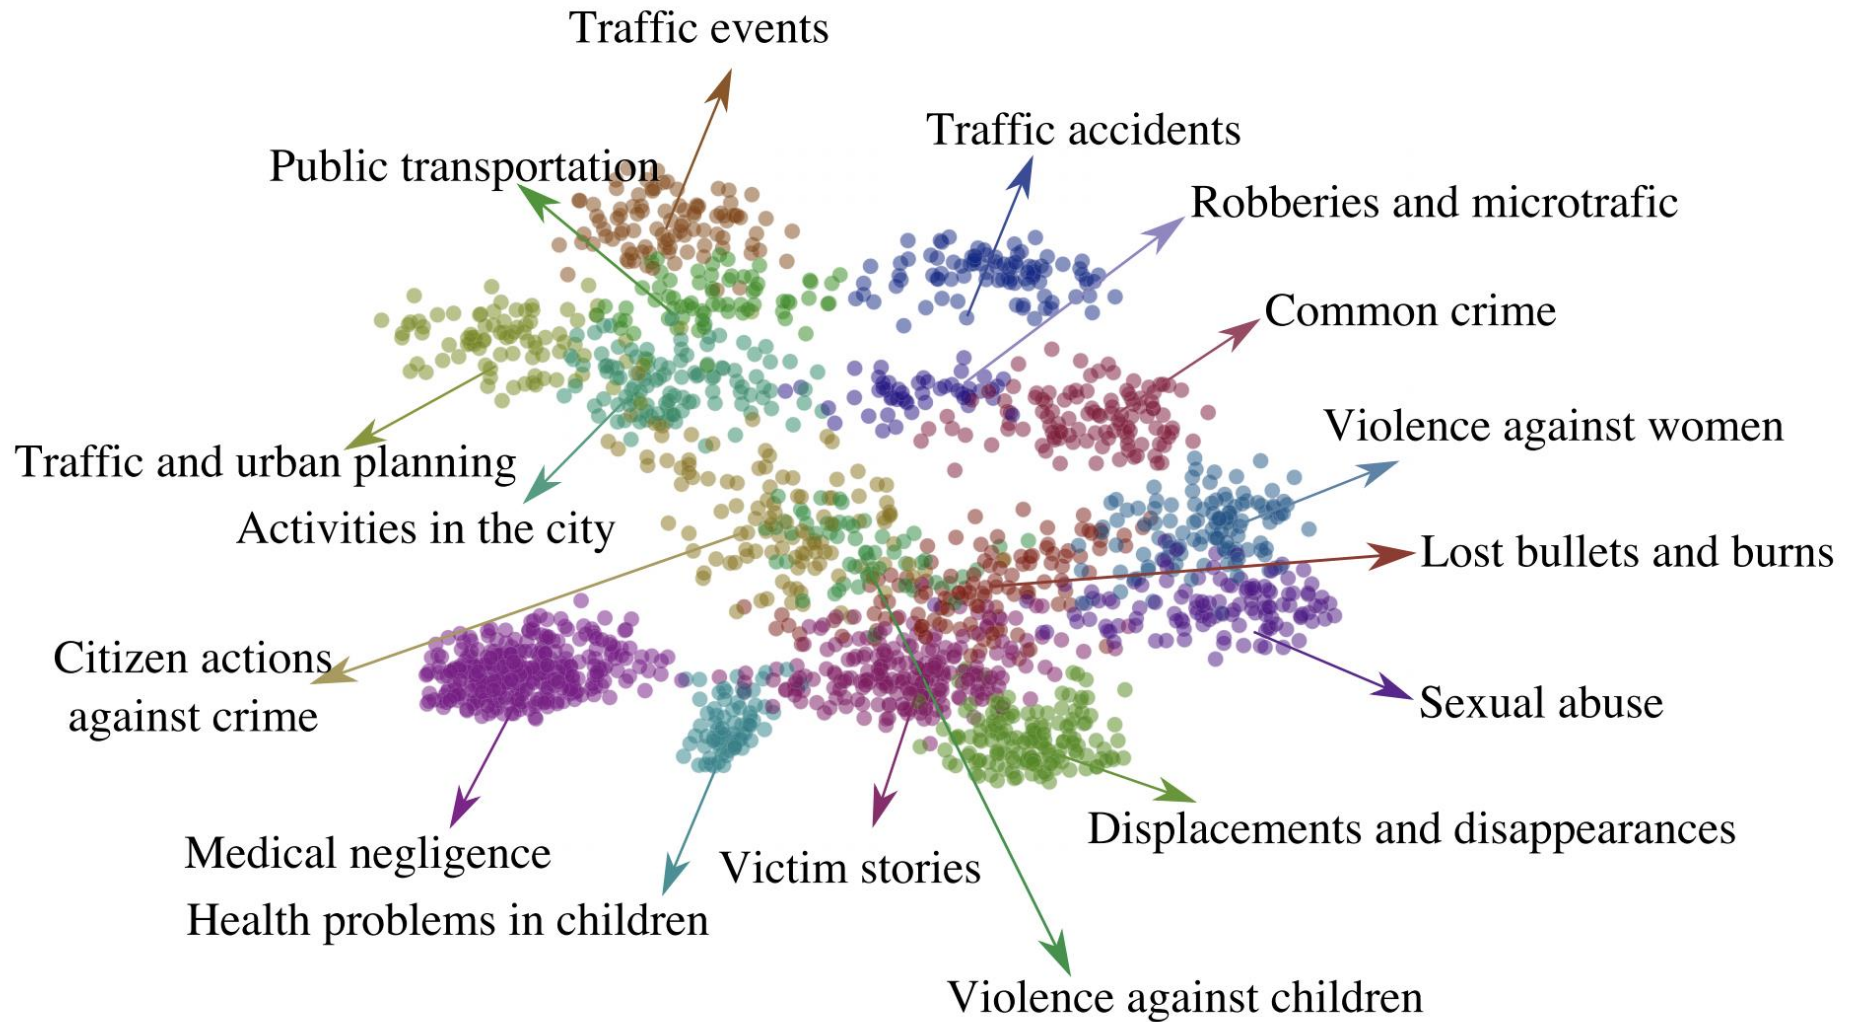 Traffic events
Traffic accidents
Public transportation
Robberies and microtrafic
Common crime
Violence against women
Traffic and urban planning
Activities in the city
Lost bullets and burns
Citizen actions
against crime
Sexual abuse
Displacements and disappearances
Medical negligence
Victim stories
Health problems in children
Violence against children